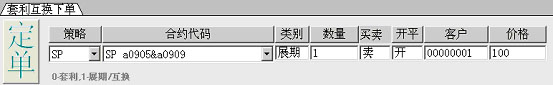 套利互换下单
定单
策略 合约代码 类别 数量 买卖 开平 客户 价格
SP SP a0905&a0909 展期 1 卖 开 00000001 100
0-套利,1-展期/互换